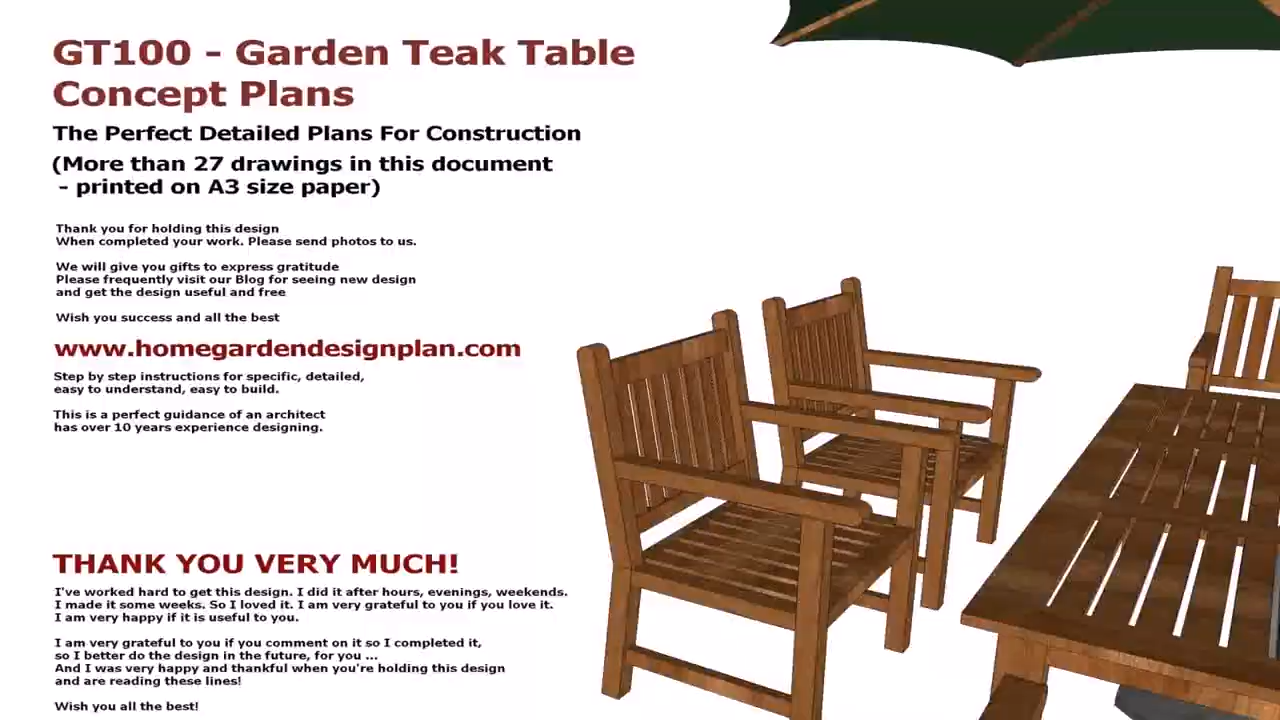 GT100 - Garden Teak Table
Concept Plans
The Perfect Detailed Plans For Construction
(More than 27 drawings in this document
- printed on A3 size paper)
Thank you for holding this design
When completed your work. Please send photos to us.
We will give you gifts to express gratitude
Please frequently visit our Blog for seeing new design
and get the design useful and free
Wish you success and all the best
www.homegardendesignplan.com
Step by step instructions for specific, detailed,
easy to understand, easy to build.
This is a perfect guidance of an architect
has over 10 years experience designing.
THANK YOU VERY MUCH!
I've worked hard to get this design. I did it after hours, evenings, weekends.
I made it some weeks. So I loved it. I am very grateful to you if you love it.
I am very happy if it is useful to you.
I am very grateful to you if you comment on it so I completed it,
so I better do the design in the future, for you ...
And I was very happy and thankful when you're holding this design
and are reading these lines!
Wish you all the best!